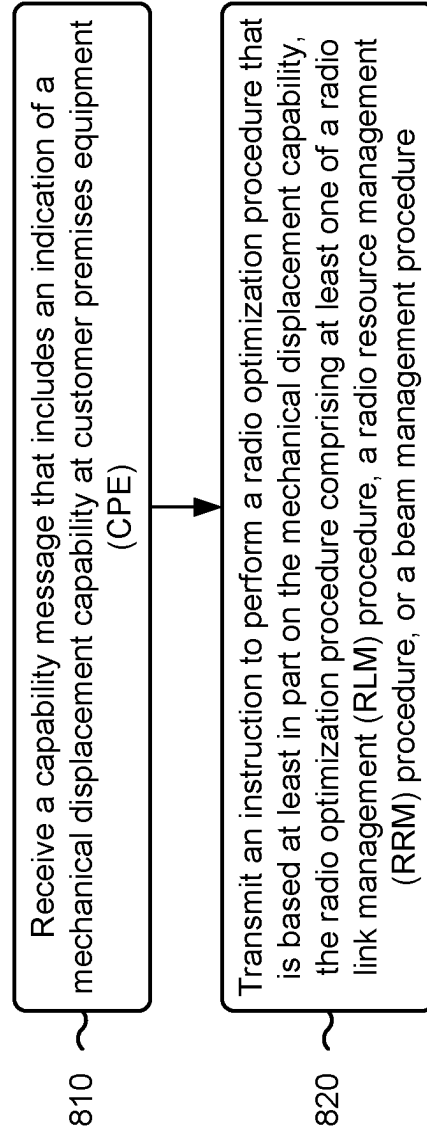 810
Receive a capability message that includes an indication of a
mechanical displacement capability at customer premises equipment
(CPE)
820
Transmit an instruction to perform a radio optimization procedure that
is based at least in part on the mechanical displacement capability,
the radio optimization procedure comprising at least one of a radio
link management (RLM) procedure, a radio resource management
(RRM) procedure, or a beam management procedure